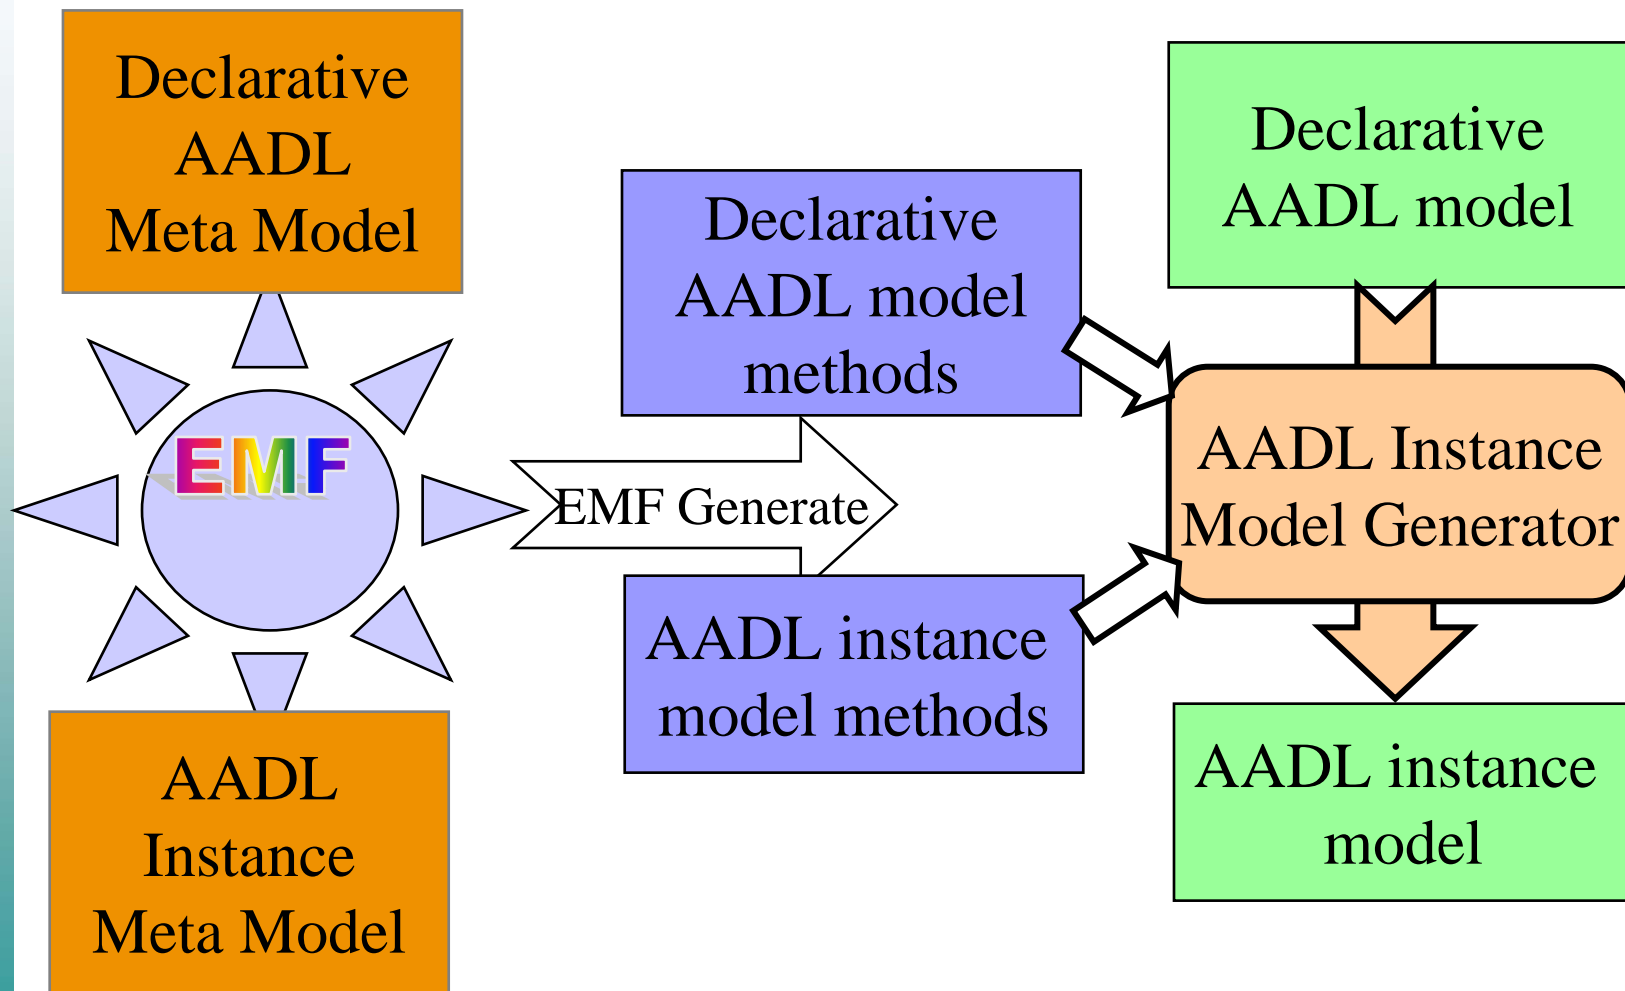 Declarative
AADL
Meta Model
EMF
AADL
Instance
Meta Model
EMF Generate
Declarative
AADL model
methods
AADL instance
model methods
Declarative
AADL model
AADL Instance
Model Generator
AADL instance
model